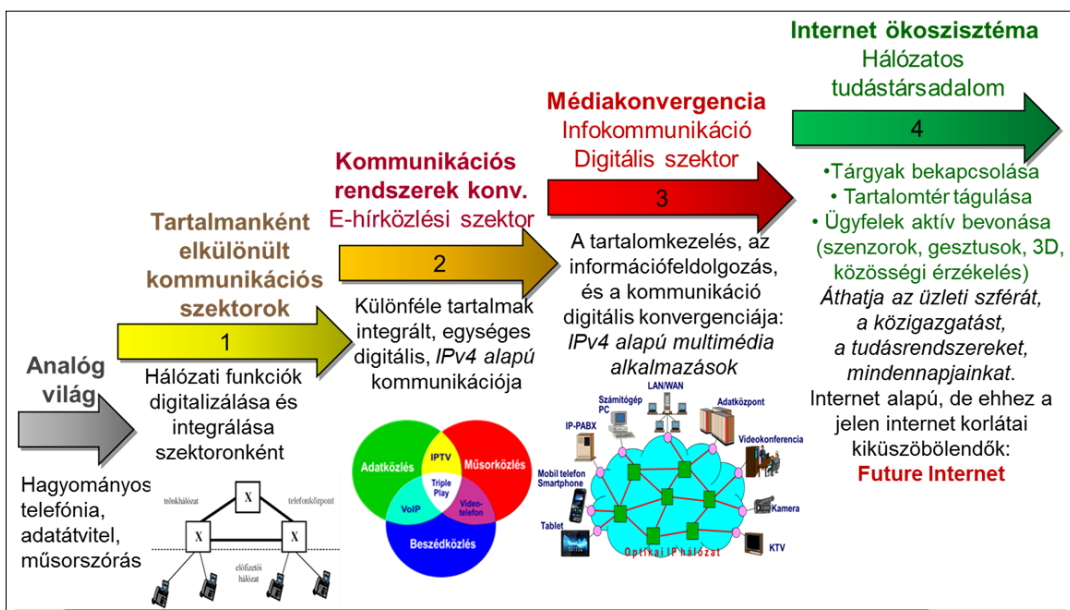 Analóg
világ
Hagyományos
telefónia,
adatátvitel,
műsorszórás
Tartalmanként
elkülönült
kommunikációs
szektorok
1
Hálózati funkciók
digitalizálása és
integrálása
szektoronként
trönkhálózat
telefonközpont
X
X
X
előfizetői
hálózat
Kommunikációs
rendszerek konv.
E-hírközlési szektor
2
Különféle tartalmak
integrált, egységes
digitális, IPv4 alapú
kommunikációja
Adatközlés
IPTV
Műsorközlés
Triple
Play
VoIP
Video-
telefon
Beszédközlés
Médiakonvergencia
Infokommunikáció
Digitális szektor
3
A tartalomkezelés, az
információfeldolgozás,
és a kommunikáció
digitális konvergenciája:
IPv4 alapú multimédia
alkalmazások
LAN/WAN
Számítógép
PC
Adatközpont
IP-PABX
Videokonferencia
Mobil telefon
Smartphone
Kamera
Tablet
KTV
Optikai IP hálózat
Internet ökoszisztéma
Hálózatos
tudástársadalom
4
•Tárgyak bekapcsolása
• Tartalomtér tágulása
• Ügyfelek aktív bevonása
(szenzorok, gesztusok, 3D,
közösségi érzékelés)
Áthatja az üzleti szférát,
a közigazgatást,
a tudásrendszereket,
mindennapjainkat.
Internet alapú, de ehhez a
jelen internet korlátai
kiküszöbölendők:
Future Internet